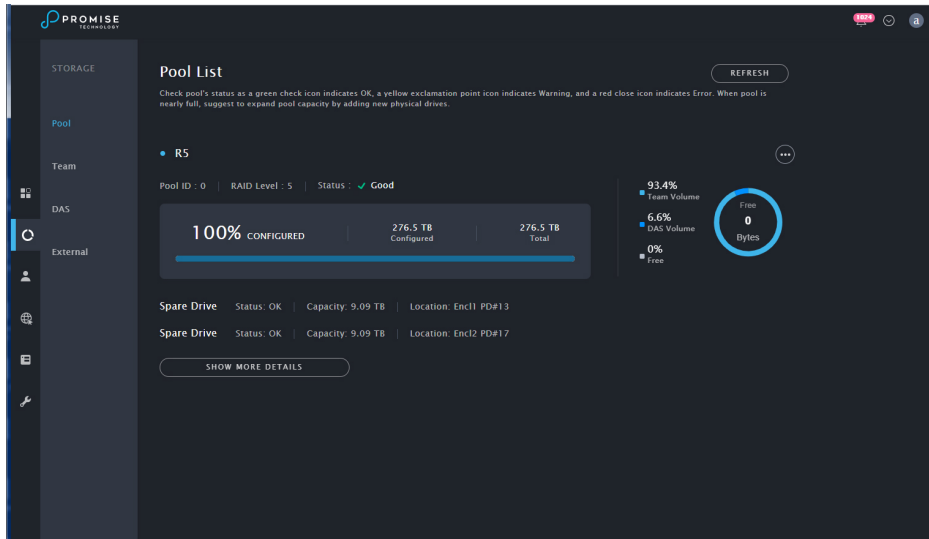 PROMISE
TECHNOLOGY
1024
a
STORAGE
Pool
Team
DAS
External
Pool List
REFRESH
Check pool's status as a green check icon indicates OK, a yellow exclamation point icon indicates Warning, and a red close icon indicates Error. When pool is
nearly full, suggest to expand pool capacity by adding new physical drives.
R5
Pool ID : 0 | RAID Level : 5 | Status : Good
100% CONFIGURED
276.5 TB
Configured
276.5 TB
Total
93.4%
Team Volume
6.6%
DAS Volume
0%
Free
Free
0
Bytes
Spare Drive Status: OK | Capacity: 9.09 TB | Location: Encl1 PD#13
Spare Drive Status: OK | Capacity: 9.09 TB | Location: Encl2 PD#17
SHOW MORE DETAILS